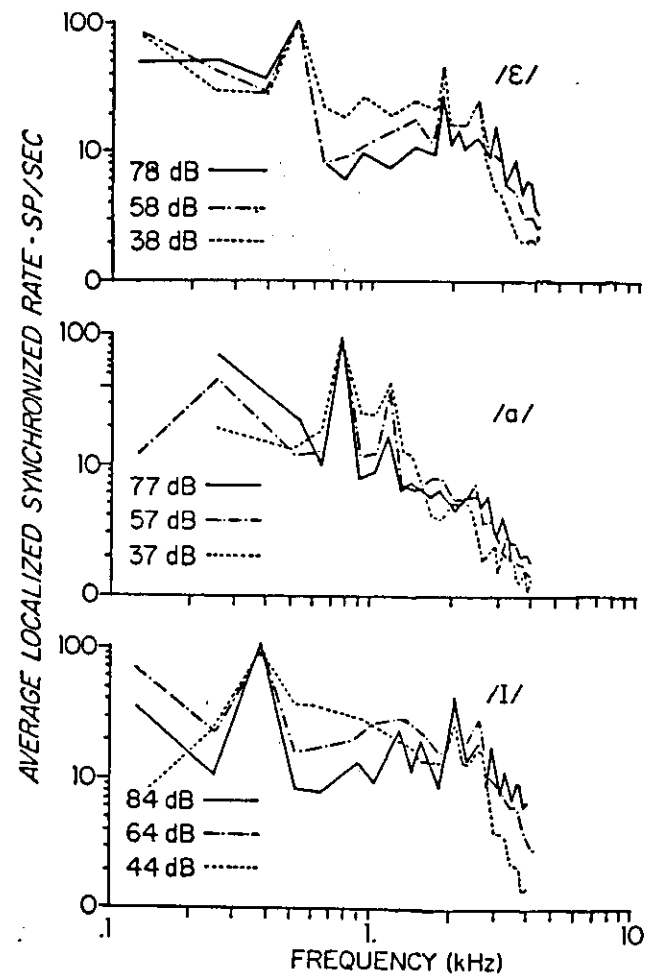 AVERAGE LOCALIZED SYNCHRONIZED RATE - SP/SEC
100
10
0
/ε/
78 dB
58 dB
38 dB
100
10
0
/a/
77 dB
57 dB
37 dB
100
10
0
/I/
84 dB
64 dB
44 dB
.1
1.
10
FREQUENCY (kHz)